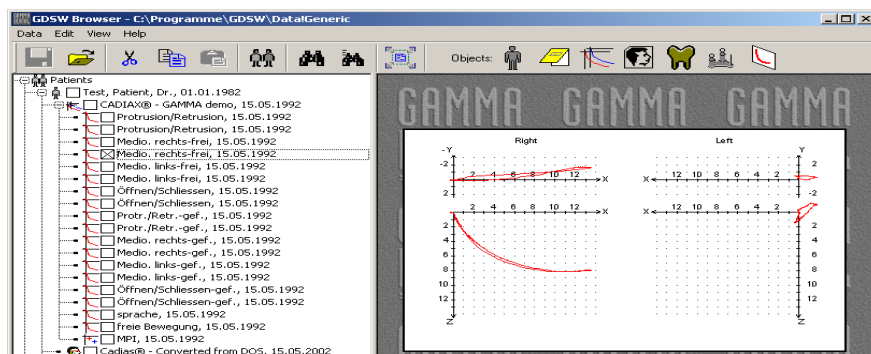 GDSW Browser - C:\Programme\GDSW\Data!Generic
Data Edit View Help
Objects:
Patients
Test, Patient, Dr., 01.01.1982
CADIAX® - GAMMA demo, 15.05.1992
Protrusion/Retrusion, 15.05.1992
Protrusion/Retrusion, 15.05.1992
Medio. rechts-frei, 15.05.1992
Medio. rechts-frei, 15.05.1992
Medio. links-frei, 15.05.1992
Medio. links-frei, 15.05.1992
Öffnen/Schliessen, 15.05.1992
Öffnen/Schliessen, 15.05.1992
Protr./Retr.-gef., 15.05.1992
Protr./Retr.-gef., 15.05.1992
Medio. rechts-gef., 15.05.1992
Medio. rechts-gef., 15.05.1992
Medio. links-gef., 15.05.1992
Medio. links-gef., 15.05.1992
Öffnen/Schliessen-gef., 15.05.1992
Öffnen/Schliessen-gef., 15.05.1992
sprache, 15.05.1992
freie Bewegung, 15.05.1992
MPI, 15.05.1992
Cadias® - Converted from DOS, 15.05.2002
GAMMA GAMMA GAMMA
Right Left
-Y Y
-2 2
2 4 6 8 10 12 X X 12 10 8 6 4 2
2 -2
2 4 6 8 10 12 X X 12 10 8 6 4 2
2 2
4 4
6 6
8 8
10 10
12 12
Z Z